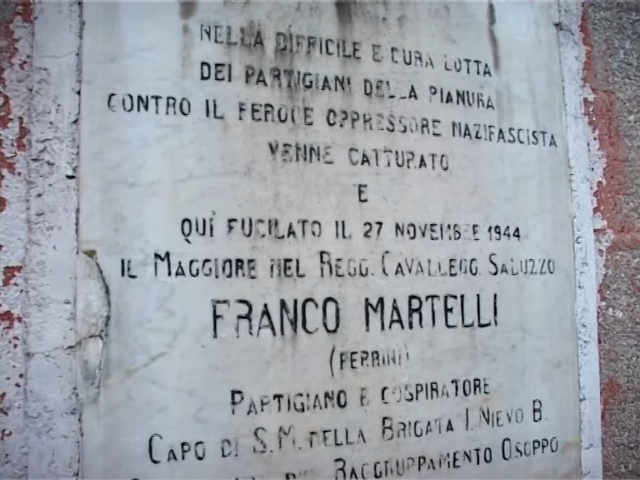 NELLA DIFFICILE E CURA LOTTA
DEI PARTIGIANI DELLA PIANURA
CONTRO IL FEROCE OPPRESSORE NAZIFASCISTA
VENNE CATTURATO
E
QUÌ FUCILATO IL 27 NOVEMBRE 1944
IL MAGGIORE NEL REGG. CAVALLEGG. SALUZZO
FRANCO MARTELLI
(FERRINI)
PARTIGIANO E COSPIRATORE
CAPO DI S.M. DELLA BRIGATA I. NIEVO B.
RAGGRUPPAMENTO OSOPPO